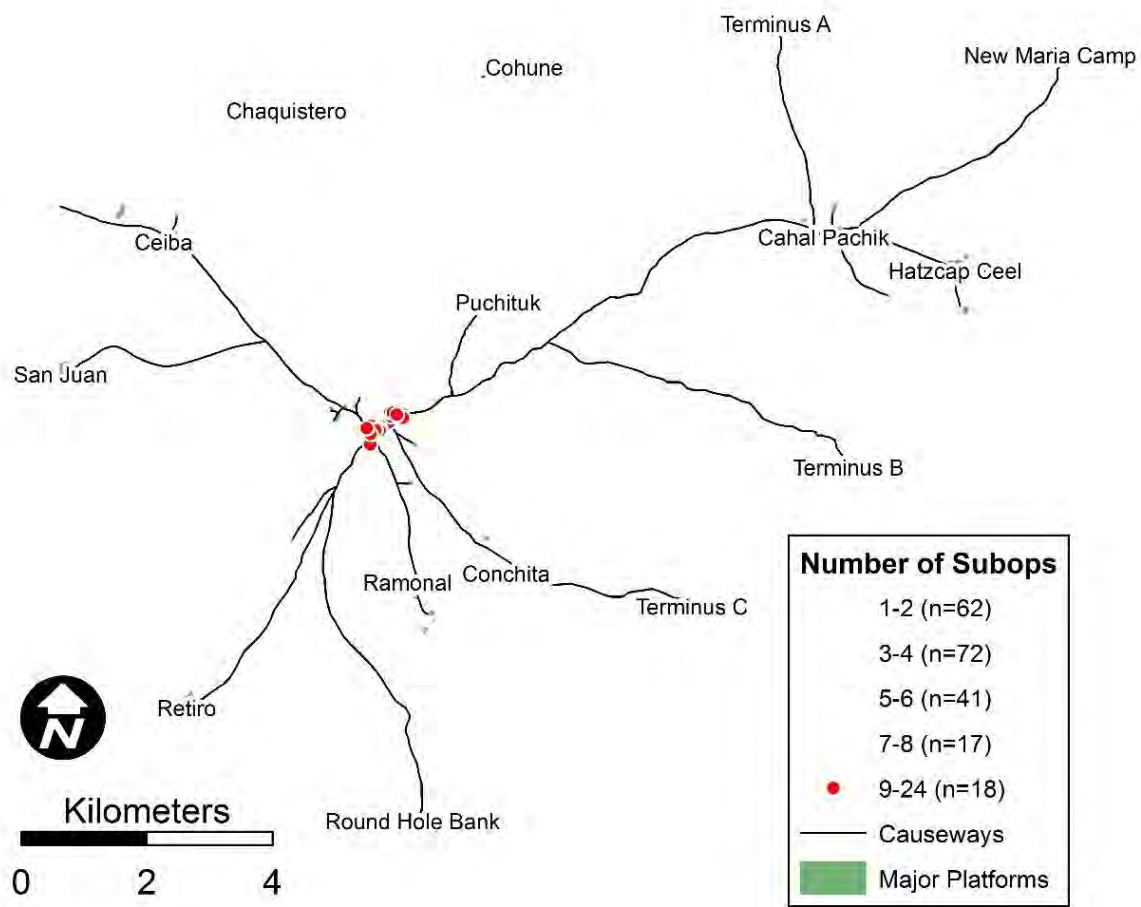 Terminus A
New Maria Camp
Cohune
Chaquistero
Ceiba
Cahal Pachik
Hatzcap Ceel
Puchituk
San Juan
Terminus B
Ramonal
Conchita
Terminus C
Retiro
Round Hole Bank
N
Kilometers
0 2 4
Number of Subops
1-2 (n=62)
3-4 (n=72)
5-6 (n=41)
7-8 (n=17)
9-24 (n=18)
Causeways
Major Platforms